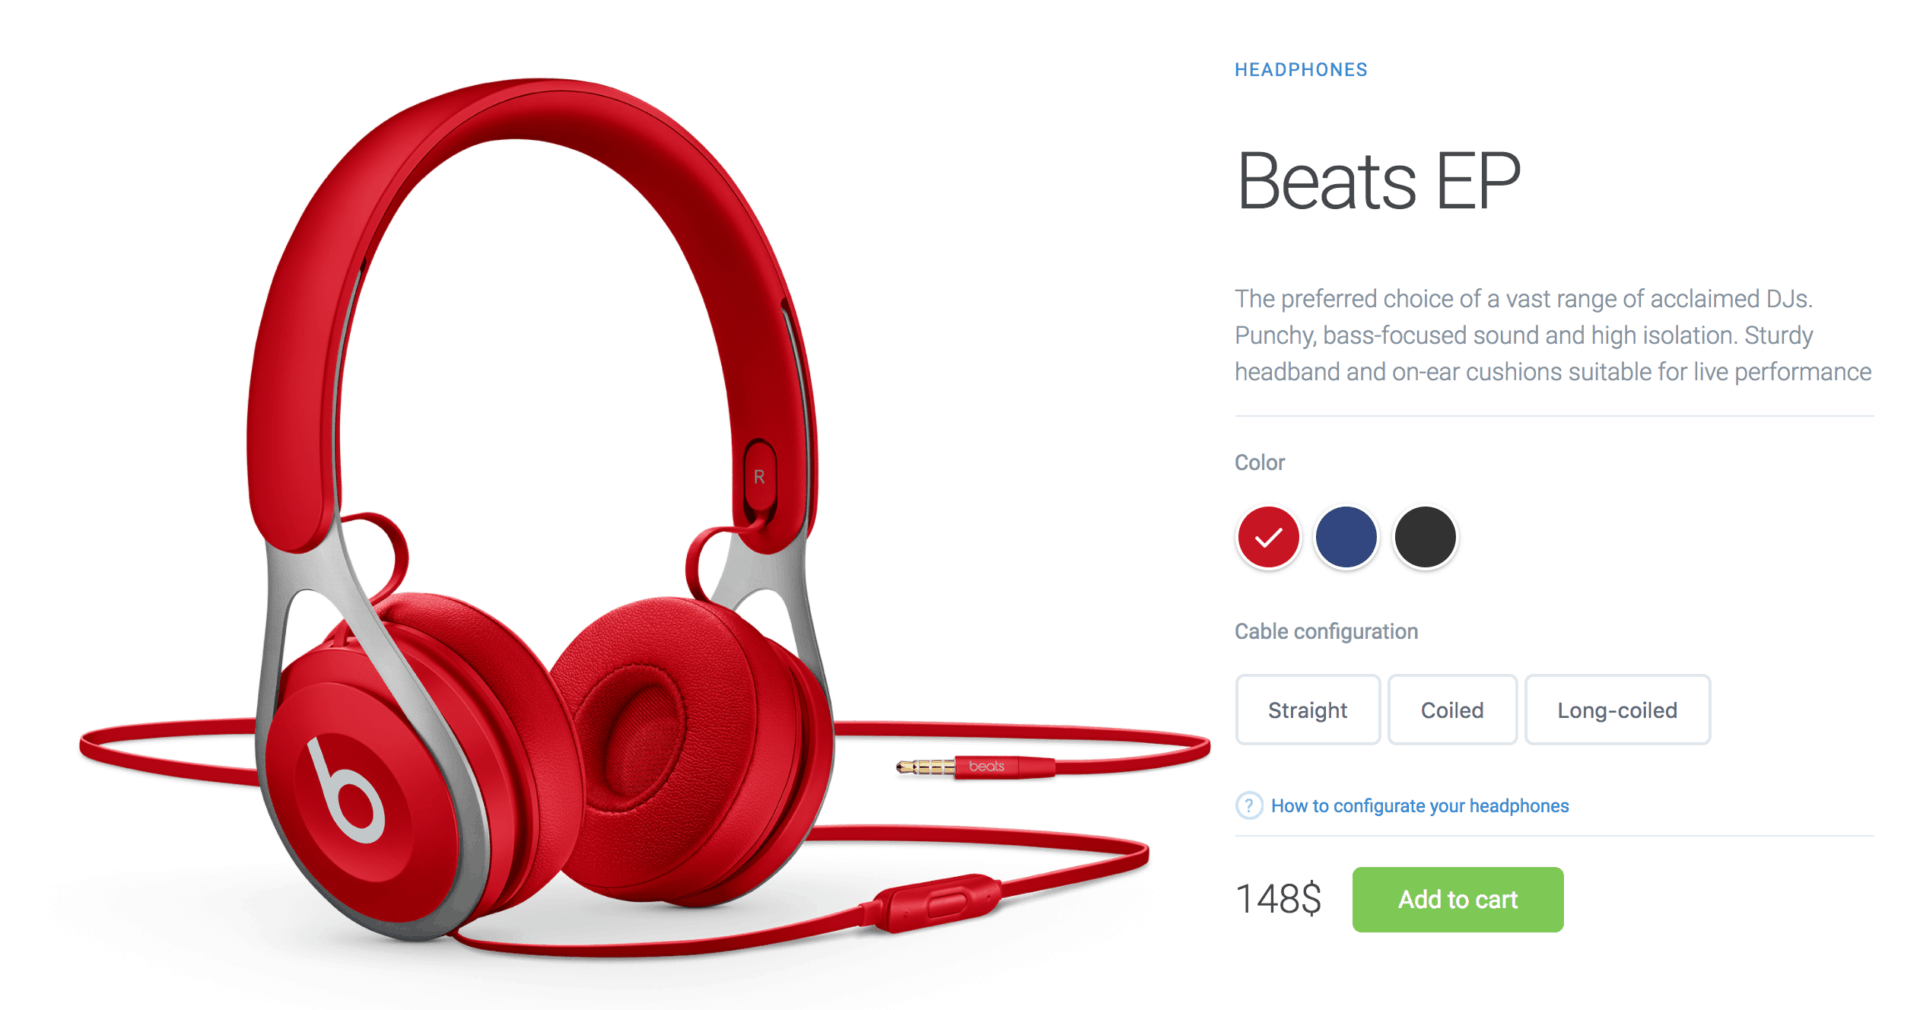 HEADPHONES
Beats EP
The preferred choice of a vast range of acclaimed DJs.
Punchy, bass-focused sound and high isolation. Sturdy
headband and on-ear cushions suitable for live performance
Color
R
Cable configuration
Straight
Coiled
Long-coiled
beats
b
? How to configurate your headphones
148$
Add to cart